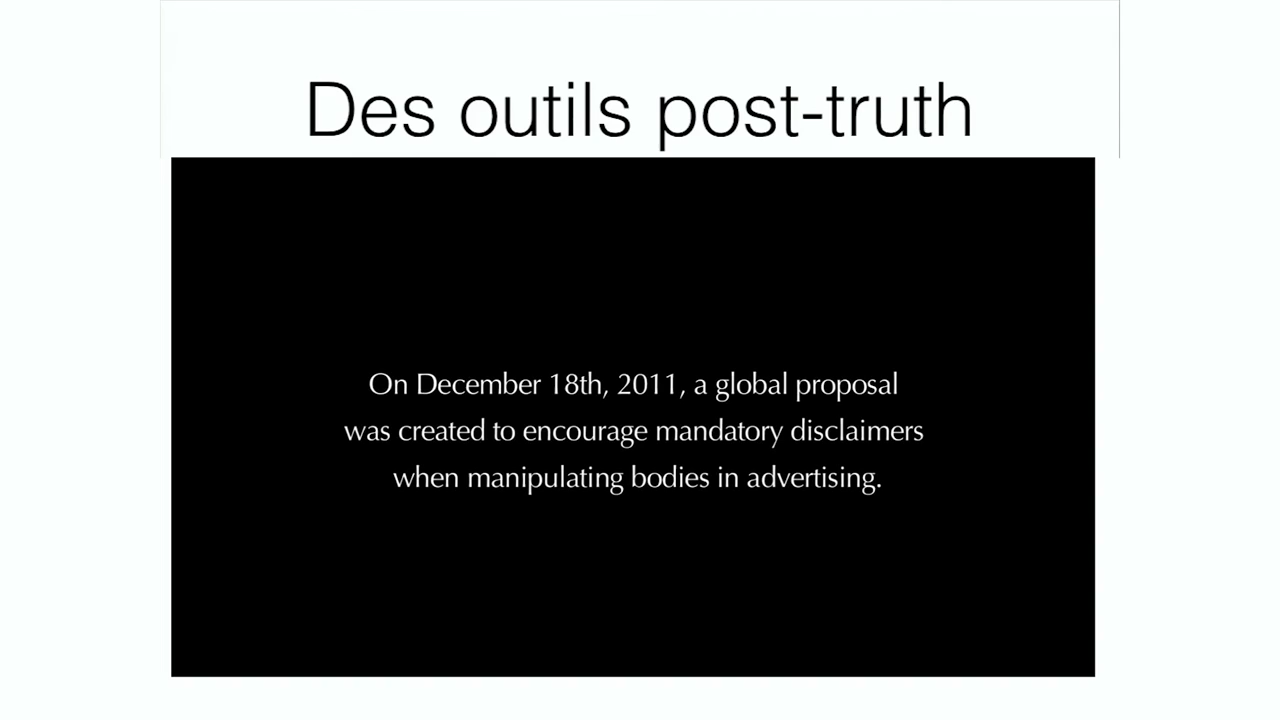 Des outils post-truth
On December 18th, 2011, a global proposal
was created to encourage mandatory disclaimers
when manipulating bodies in advertising.